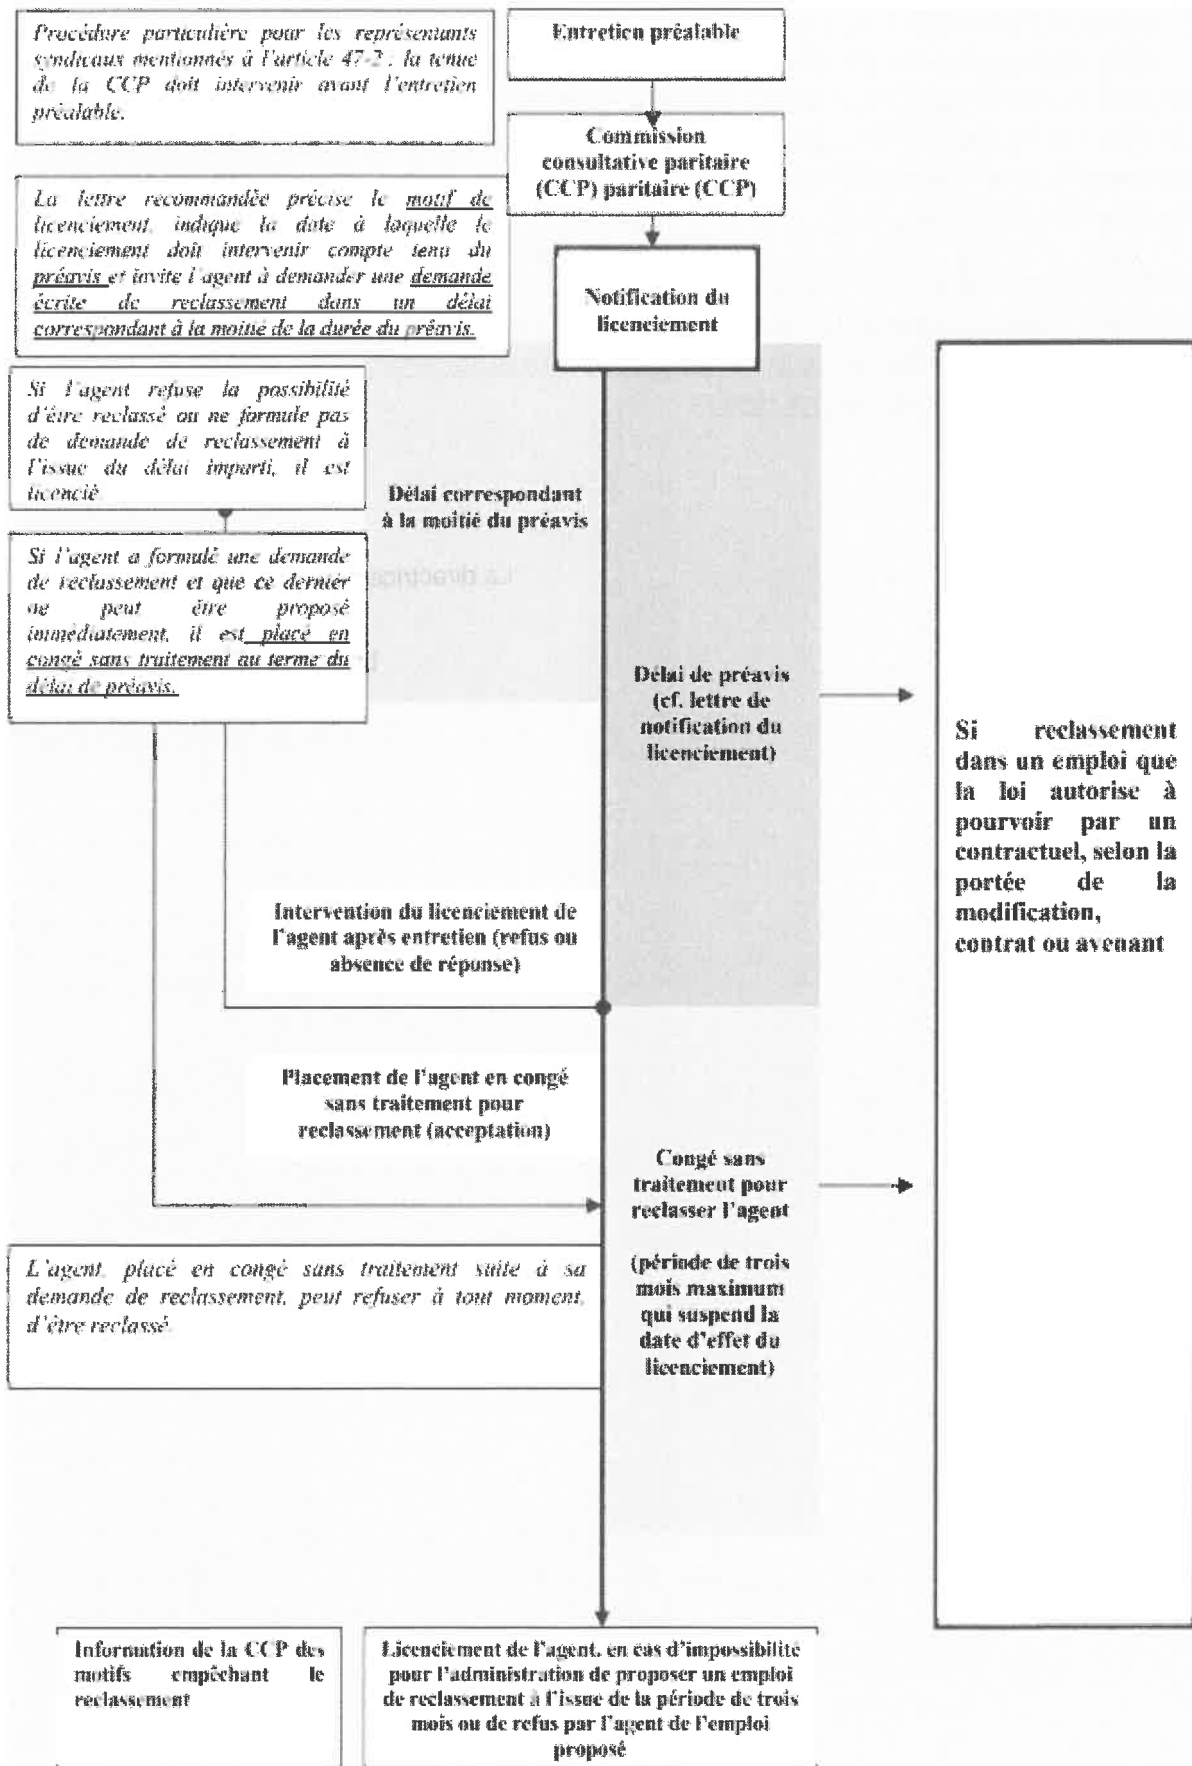 Procédure particulière pour les représentants
syndicaux mentionnés à l'article 47-2 : la tenue
de la CCP doit intervenir avant l'entretien
préalable.
Entretien préalable
Commission
consultative paritaire
(CCP) paritaire (CCP)
La lettre recommandée précise le motif de
licenciement, indique la date à laquelle le
licenciement doit intervenir compte tenu du
préavis et invite l'agent à demander une demande
écrite de reclassement dans un délai
correspondant à la moitié de la durée du préavis.
Notification du
licenciement
Si l'agent refuse la possibilité
d'être reclassé ou ne formule pas
de demande de reclassement à
l'issue du délai imparti, il est
licencié.
Délai correspondant
à la moitié du préavis
Si l'agent a formulé une demande
de reclassement et que ce dernier
ne peut être proposé
immédiatement, il est placé en
congé sans traitement au terme du
délai de préavis.
Délai de préavis
(cf. lettre de
notification du
licenciement)
Si reclassement
dans un emploi que
la loi autorise à
pourvoir par un
contractuel, selon la
portée de la
modification,
contrat ou avenant
Intervention du licenciement de
l'agent après entretien (refus ou
absence de réponse)
Placement de l'agent en congé
sans traitement pour
reclassement (acceptation)
Congé sans
traitement pour
reclasser l'agent
(période de trois
mois maximum
qui suspend la
date d'effet du
licenciement)
L'agent, placé en congé sans traitement suite à sa
demande de reclassement, peut refuser à tout moment,
d'être reclassé.
Information de la CCP des
motifs empêchant le
reclassement
Licenciement de l'agent, en cas d'impossibilité
pour l'administration de proposer un emploi
de reclassement à l'issue de la période de trois
mois ou de refus par l'agent de l'emploi
proposé